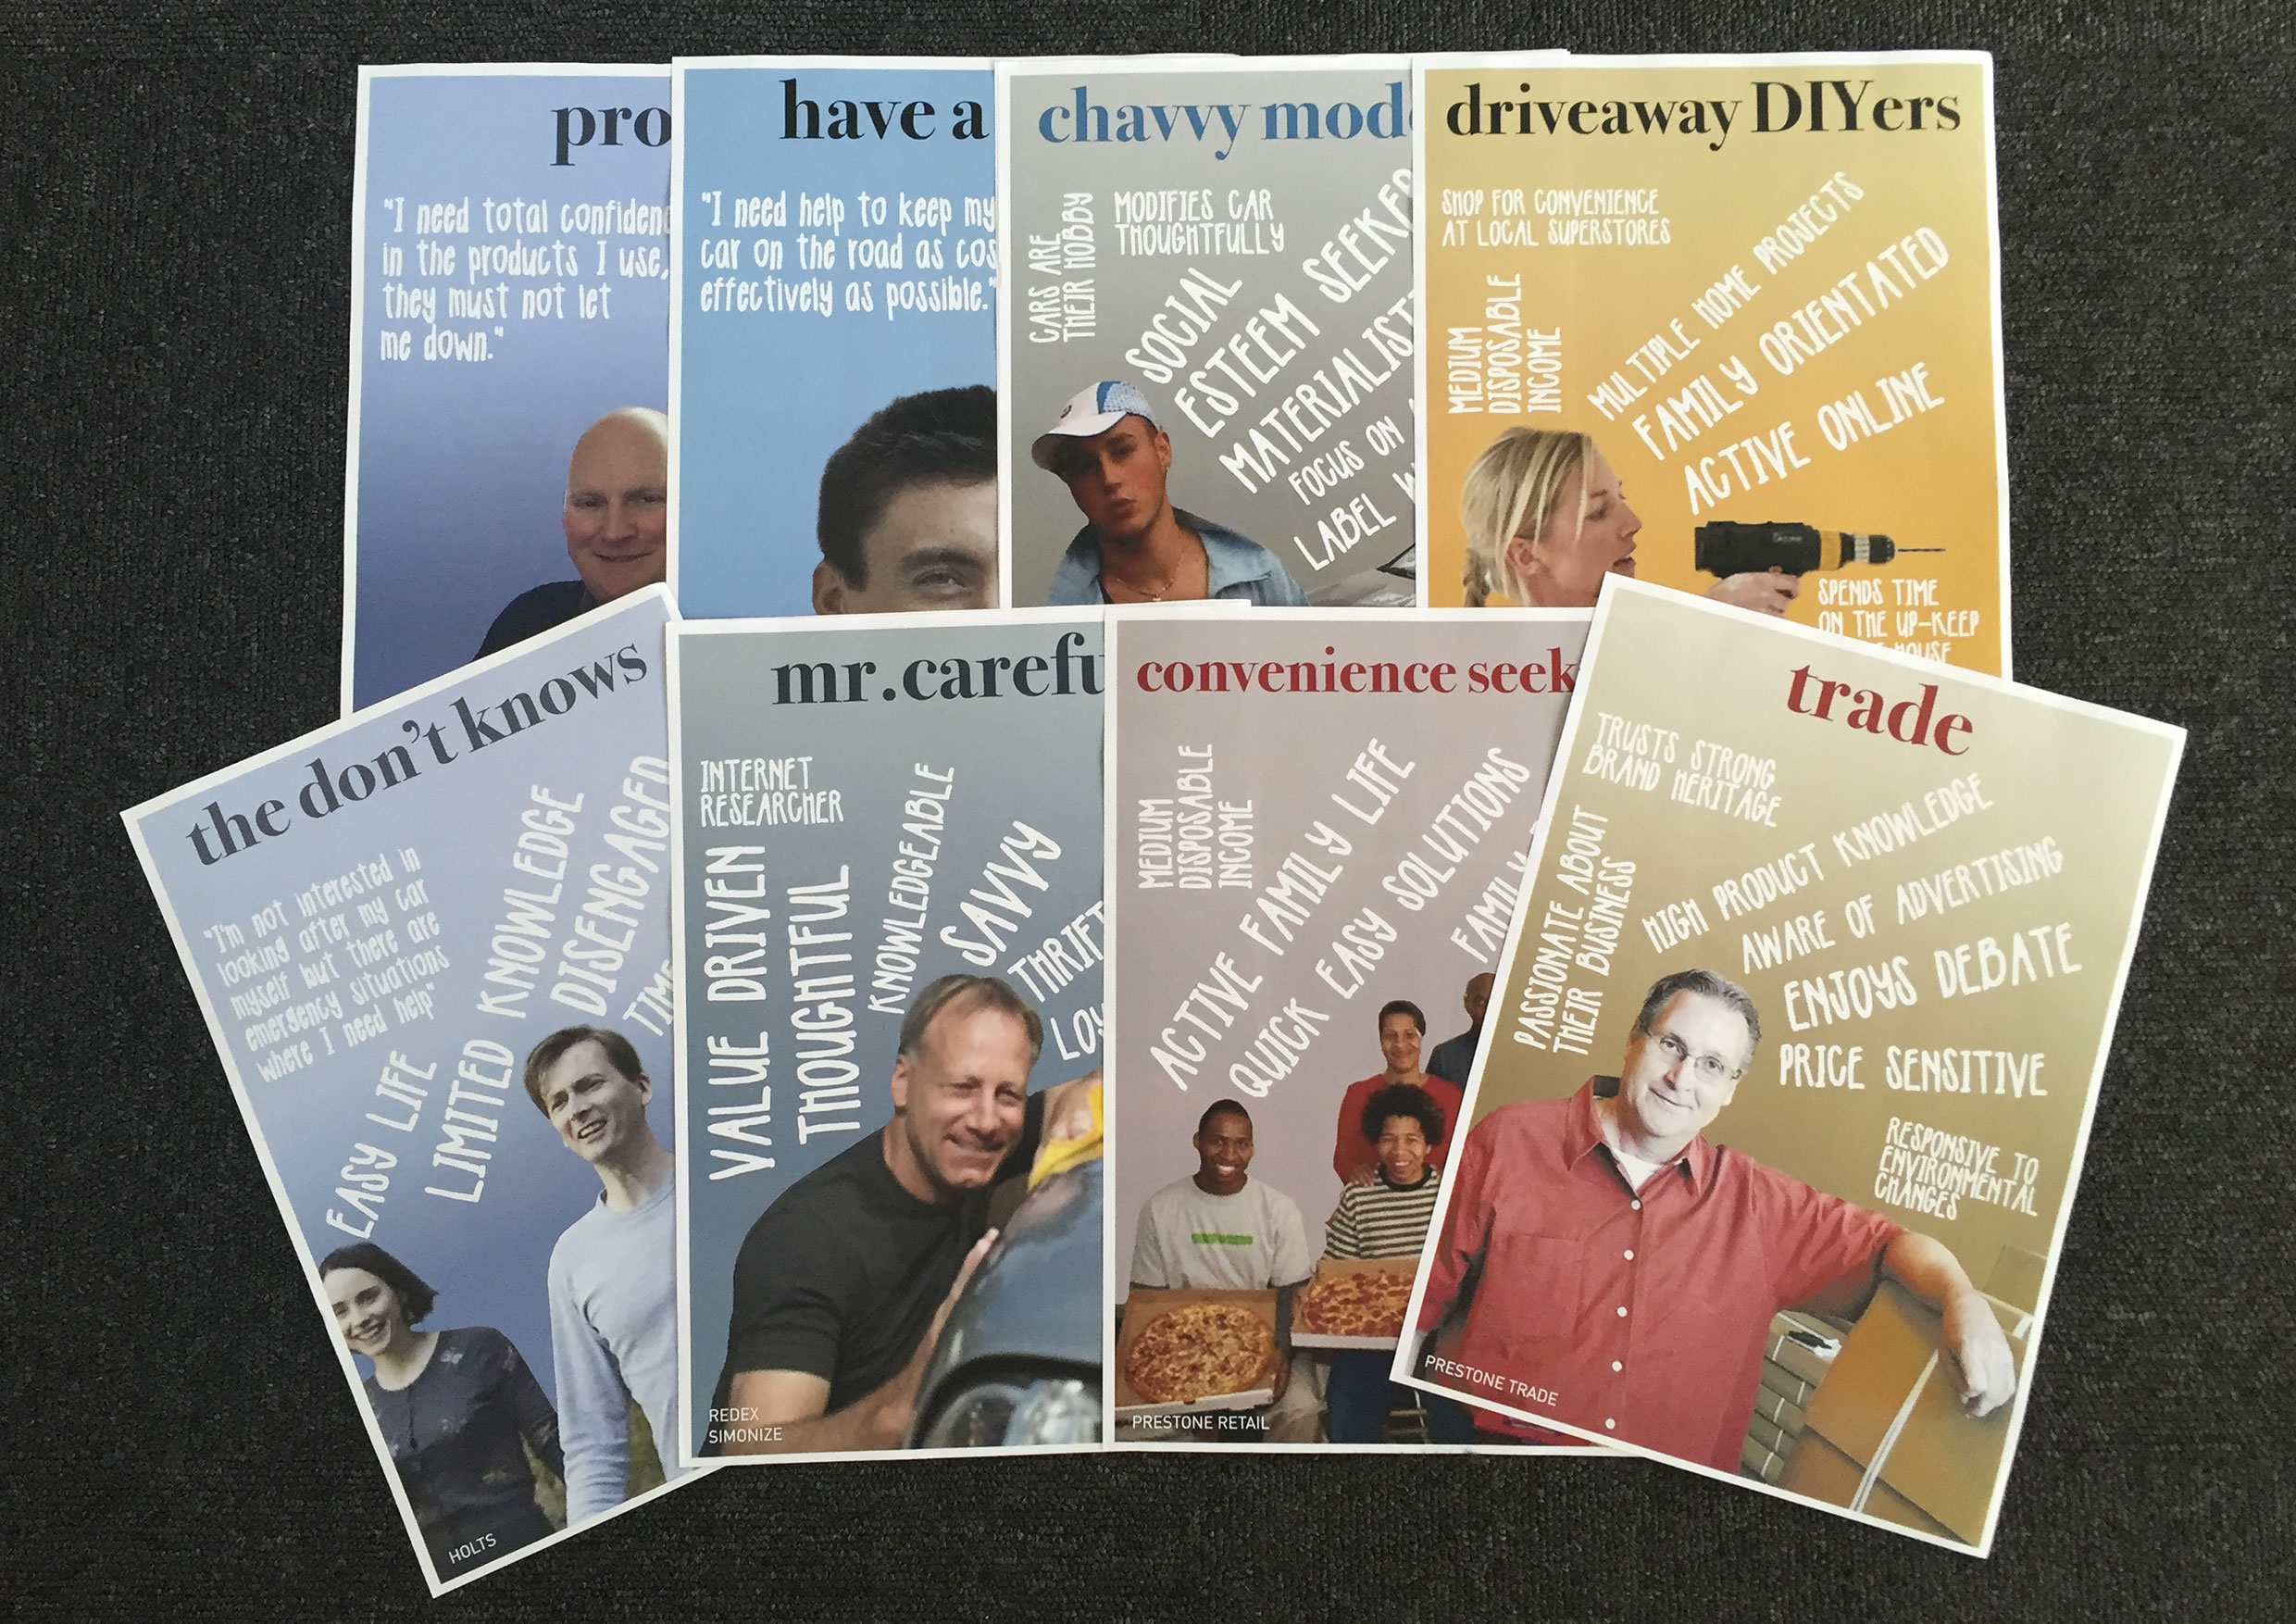 pro
"I need total confidenc
in the products I use,
they must not let
me down."
have a
"I need help to keep my
car on the road as cos
effectively as possible."
chavvy mod
CARS ARE
THEIR HOBBY
MODIFIES CAR
THOUGHTFULLY
SOCIAL
ESTEEM SEEKER
MATERIALIST
FOCUS ON
LABEL
driveaway DIYers
SHOP FOR CONVENIENCE
AT LOCAL SUPERSTORES
MEDIUM
DISPOSABLE
INCOME
MULTIPLE HOME PROJECTS
FAMILY ORIENTATED
ACTIVE ONLINE
SPENDS TIME
ON THE UP-KEEP
HOUSE
the don't knows
"I'm not interested in
looking after my car
myself but there are
emergency situations
where I need help"
EASY LIFE
LIMITED KNOWLEDGE
DISENGAGED
TIME
HOLTS
mr.carefu
INTERNET
RESEARCHER
VALUE DRIVEN
THOUGHTFUL
KNOWLEDGEABLE
SAVVY
THRIFT
LOY
REDEX
SIMONIZE
convenience seek
MEDIUM
DISPOSABLE
INCOME
ACTIVE FAMILY LIFE
QUICK EASY SOLUTIONS
FAMILY
PRESTONE RETAIL
trade
TRUSTS STRONG
BRAND HERITAGE
PASSIONATE ABOUT
THEIR BUSINESS
HIGH PRODUCT KNOWLEDGE
AWARE OF ADVERTISING
ENJOYS DEBATE
PRICE SENSITIVE
RESPONSIVE TO
ENVIRONMENTAL
CHANGES
PRESTONE TRADE